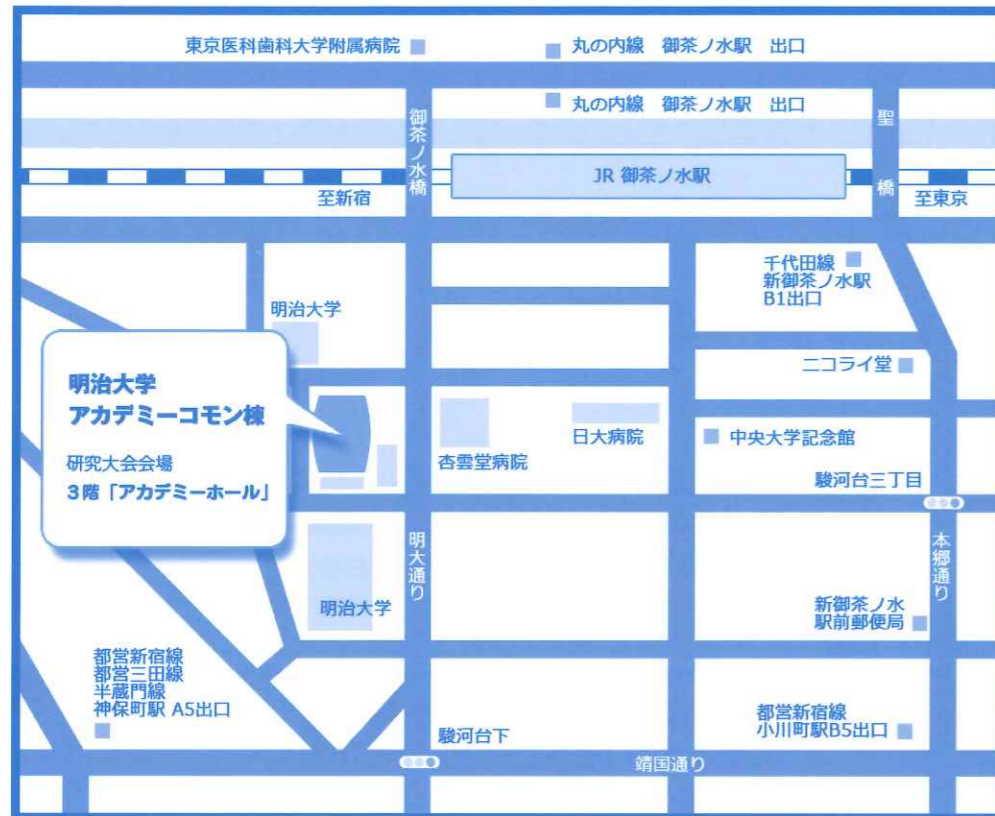 東京医科歯科大学附属病院
丸の内線 御茶ノ水駅 出口
丸の内線 御茶ノ水駅 出口
御茶ノ水橋
聖橋
JR 御茶ノ水駅
至新宿
至東京
千代田線
新御茶ノ水駅
B1出口
明治大学
ニコライ堂
明治大学
アカデミーコモン棟
研究大会会場
3階「アカデミーホール」
杏雲堂病院
日大病院
中央大学記念館
駿河台三丁目
明大通り
本郷通り
明治大学
新御茶ノ水
駅前郵便局
都営新宿線
都営三田線
半蔵門線
神保町駅 A5出口
駿河台下
都営新宿線
小川町駅B5出口
靖国通り